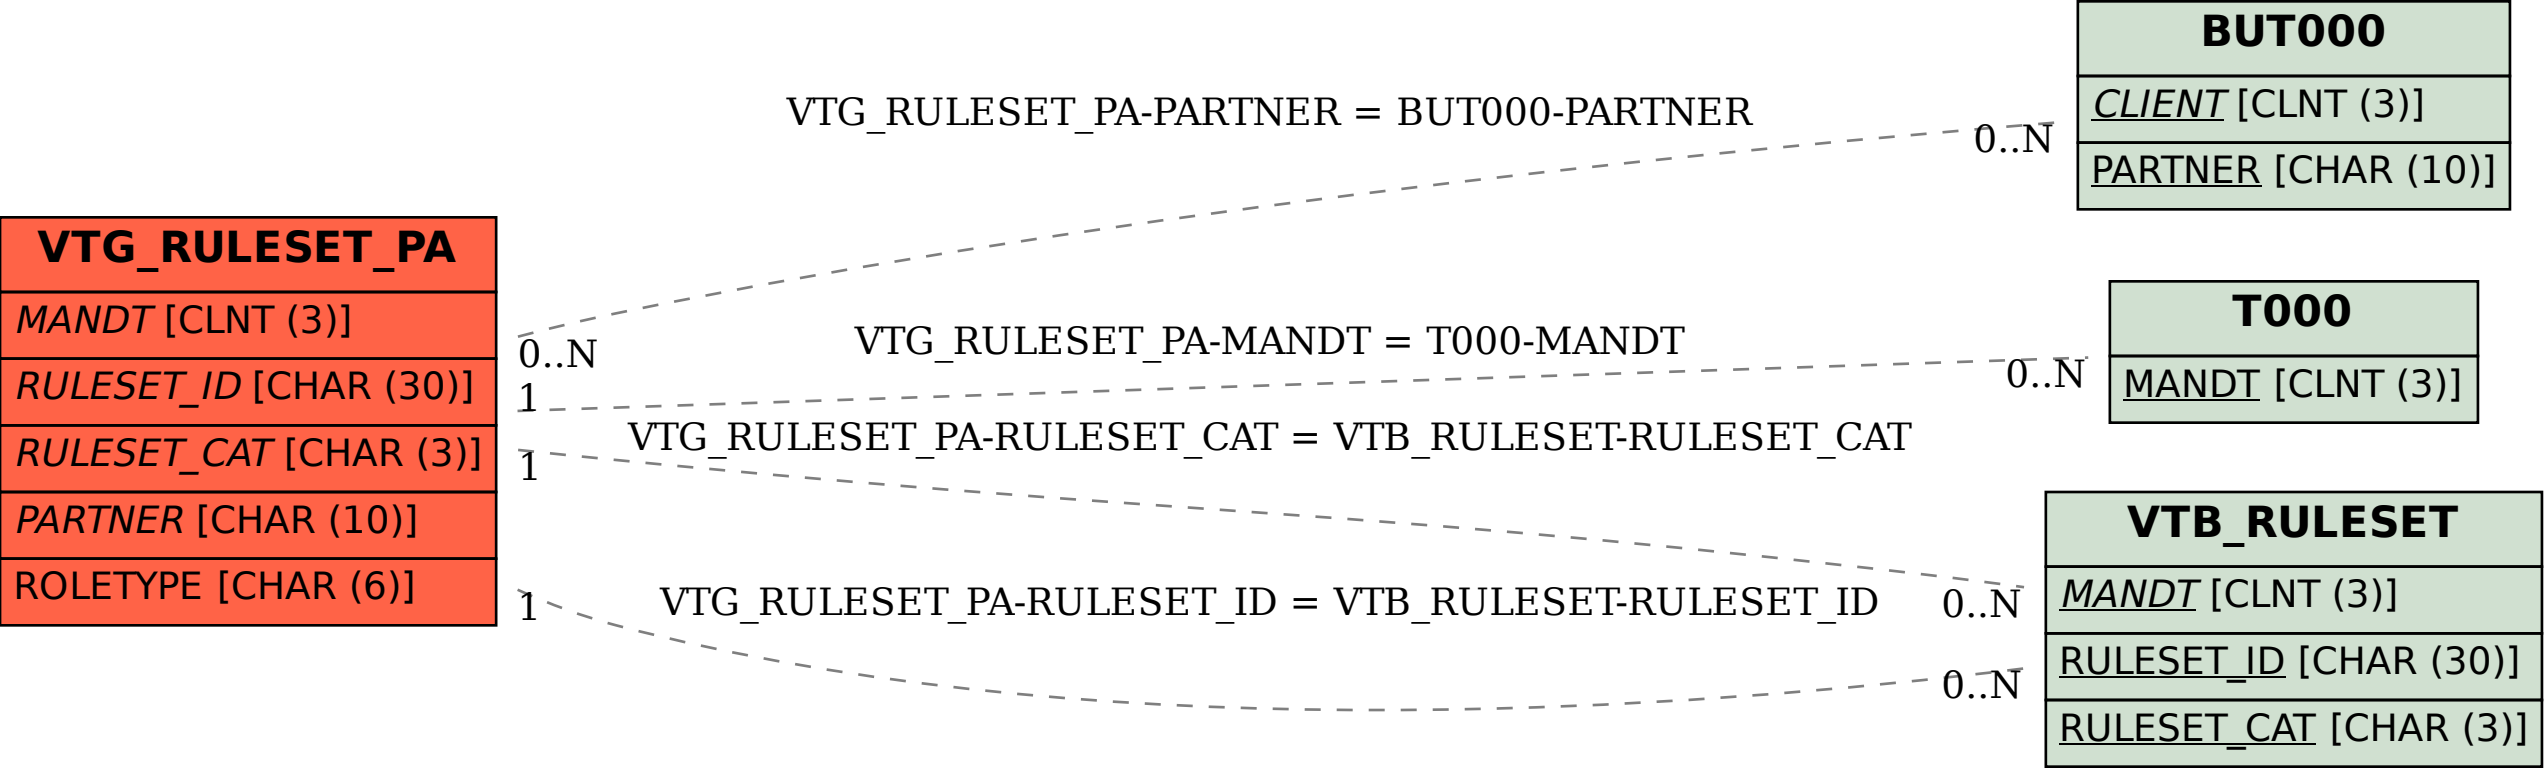 VTG_RULESET_PA
MANDT [CLNT (3)]
RULESET_ID [CHAR (30)]
RULESET_CAT [CHAR (3)]
PARTNER [CHAR (10)]
ROLETYPE [CHAR (6)]
VTG_RULESET_PA-PARTNER = BUT000-PARTNER
0..N
0..N
VTG_RULESET_PA-MANDT = T000-MANDT
1
0..N
VTG_RULESET_PA-RULESET_CAT = VTB_RULESET-RULESET_CAT
1
0..N
VTG_RULESET_PA-RULESET_ID = VTB_RULESET-RULESET_ID
1
0..N
BUT000
CLIENT [CLNT (3)]
PARTNER [CHAR (10)]
T000
MANDT [CLNT (3)]
VTB_RULESET
MANDT [CLNT (3)]
RULESET_ID [CHAR (30)]
RULESET_CAT [CHAR (3)]